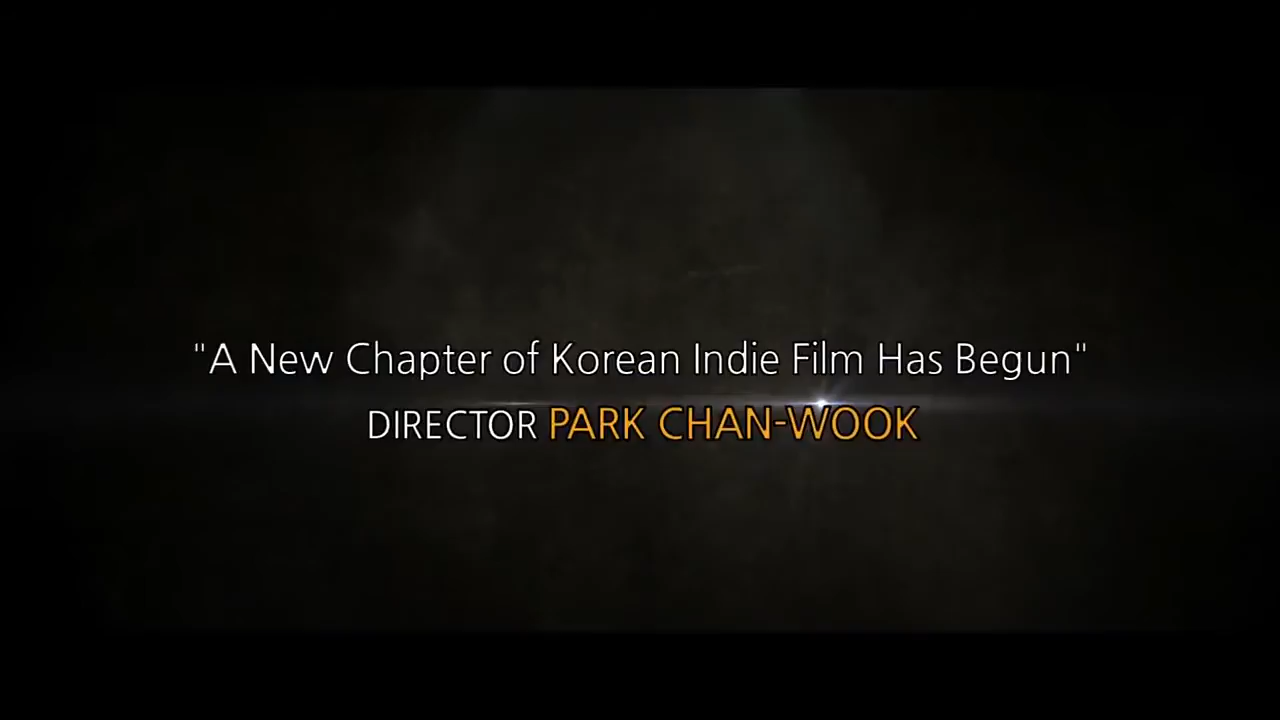 "A New Chapter of Korean Indie Film Has Begun"
DIRECTOR PARK CHAN-WOOK